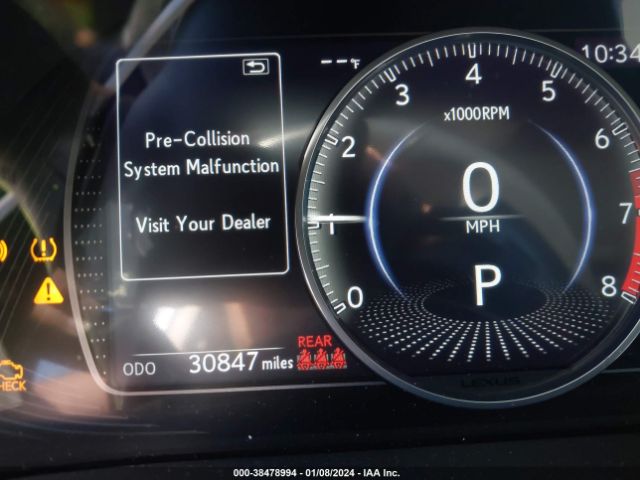 Pre-Collision
System Malfunction
Visit Your Dealer
--°F
10:34
x1000RPM
0
1
2
3
4
5
6
7
8
0
MPH
P
ODO 30847 miles
REAR
CHECK
LEXUS
000-38478994 - 01/08/2024 - IAA Inc.